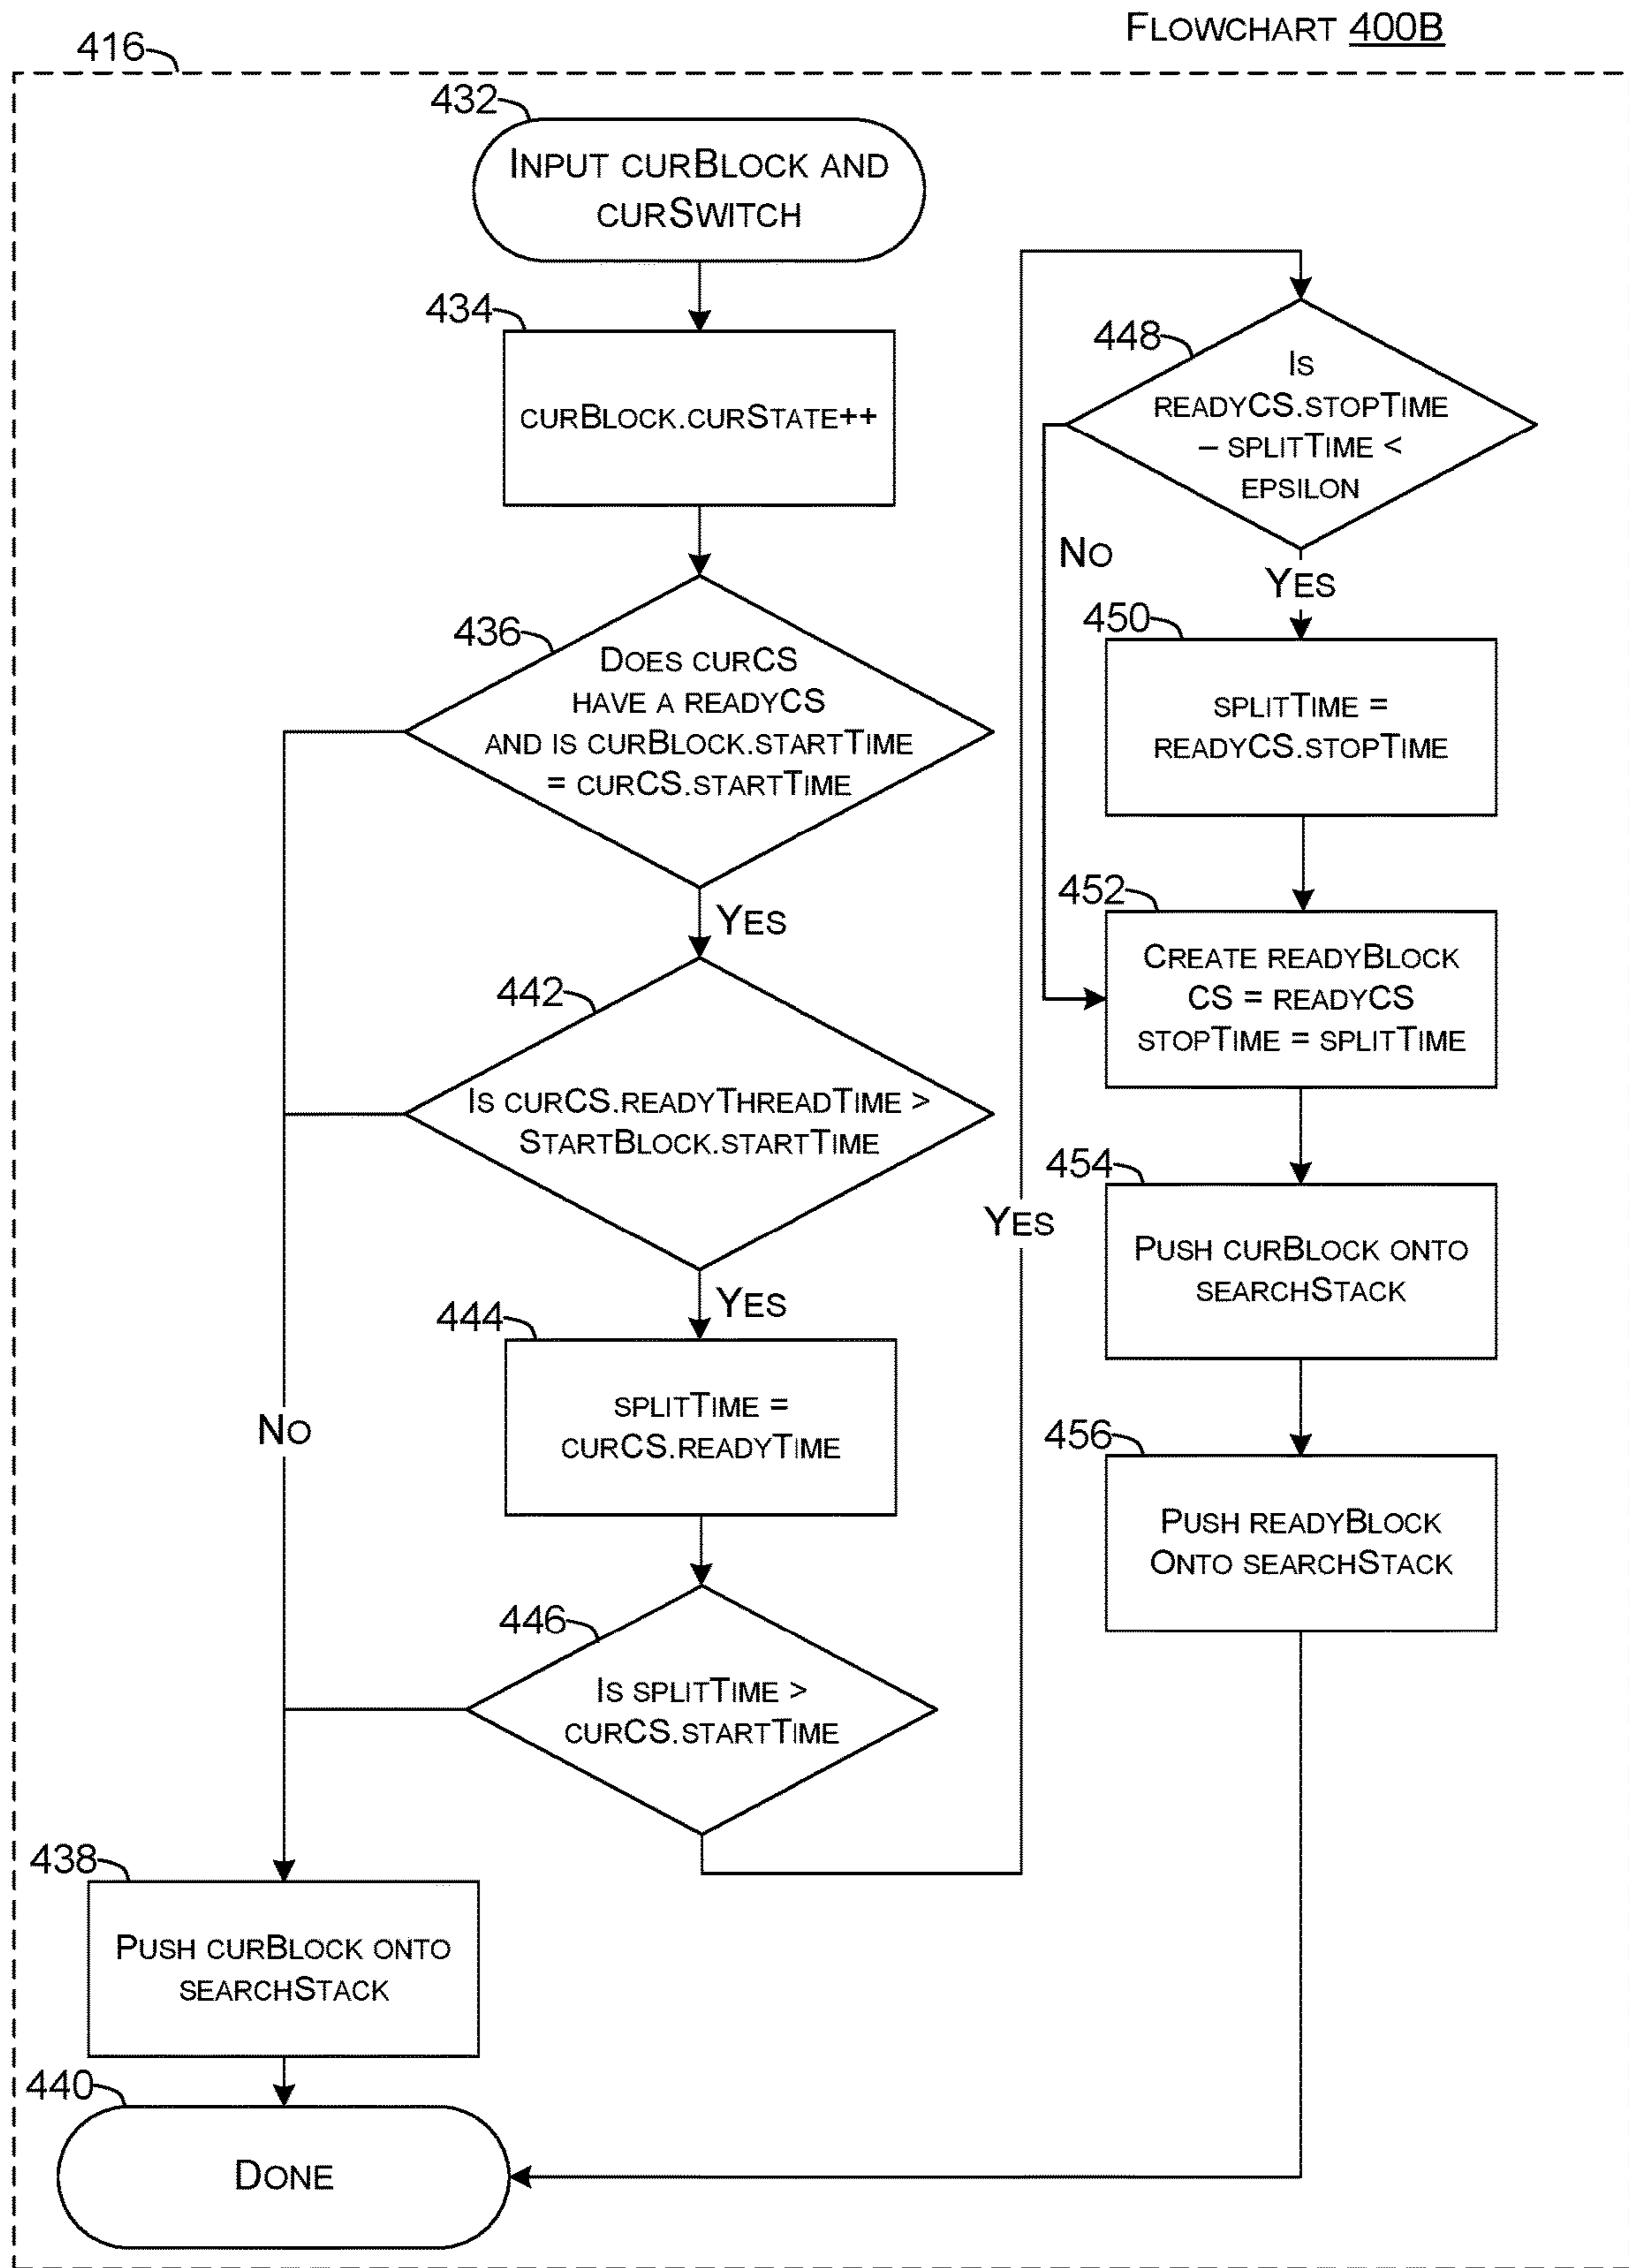 FLOWCHART 400B
416
432
INPUT CURBLOCK AND
CURSWITCH
434
CURBLOCK.CURSTATE++
436
DOES CURCS
HAVE A READYCS
AND IS CURBLOCK.STARTTIME
= CURCS.STARTTIME
YES
442
IS CURCS.READYTHREADTIME >
STARTBLOCK.STARTTIME
YES
444
SPLITTIME =
CURCS.READYTIME
NO
446
IS SPLITTIME >
CURCS.STARTTIME
YES
438
PUSH CURBLOCK ONTO
SEARCHSTACK
440
DONE
448
IS
READYCS.STOPTIME
– SPLITTIME <
EPSILON
NO
YES
450
SPLITTIME =
READYCS.STOPTIME
452
CREATE READYBLOCK
CS = READYCS
STOPTIME = SPLITTIME
454
PUSH CURBLOCK ONTO
SEARCHSTACK
456
PUSH READYBLOCK
ONTO SEARCHSTACK